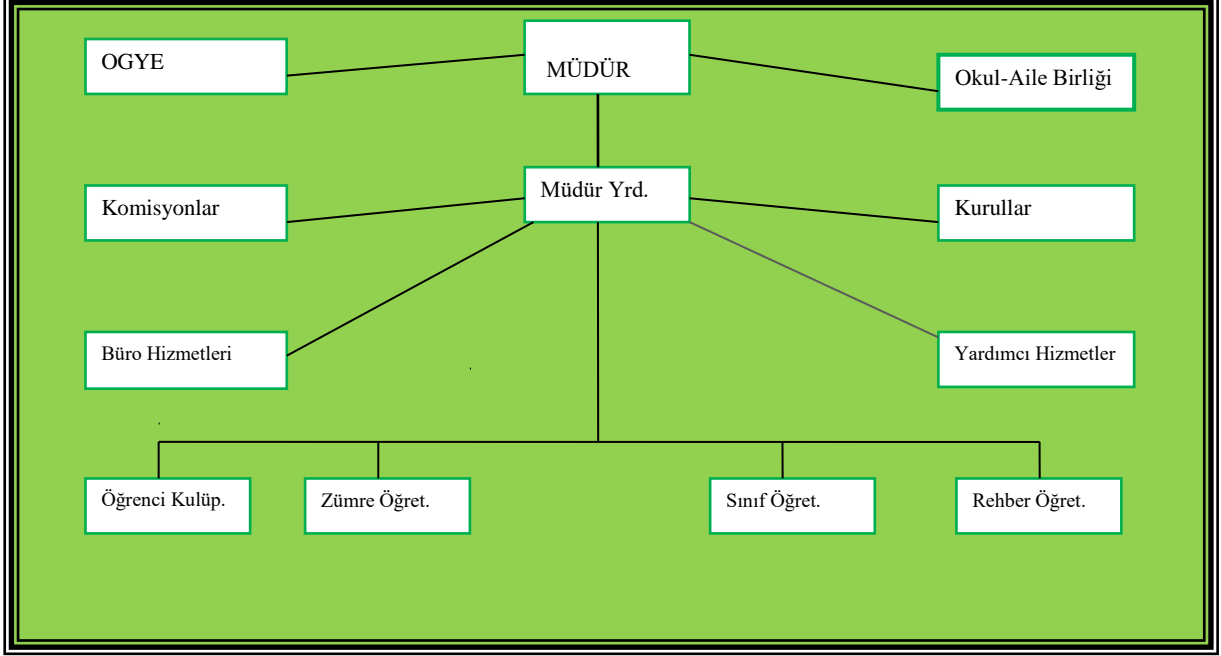 OGYE
MÜDÜR
Okul-Aile Birliği
Komisyonlar
Müdür Yrd.
Kurullar
Büro Hizmetleri
Yardımcı Hizmetler
Öğrenci Kulüp.
Zümre Öğret.
Sınıf Öğret.
Rehber Öğret.